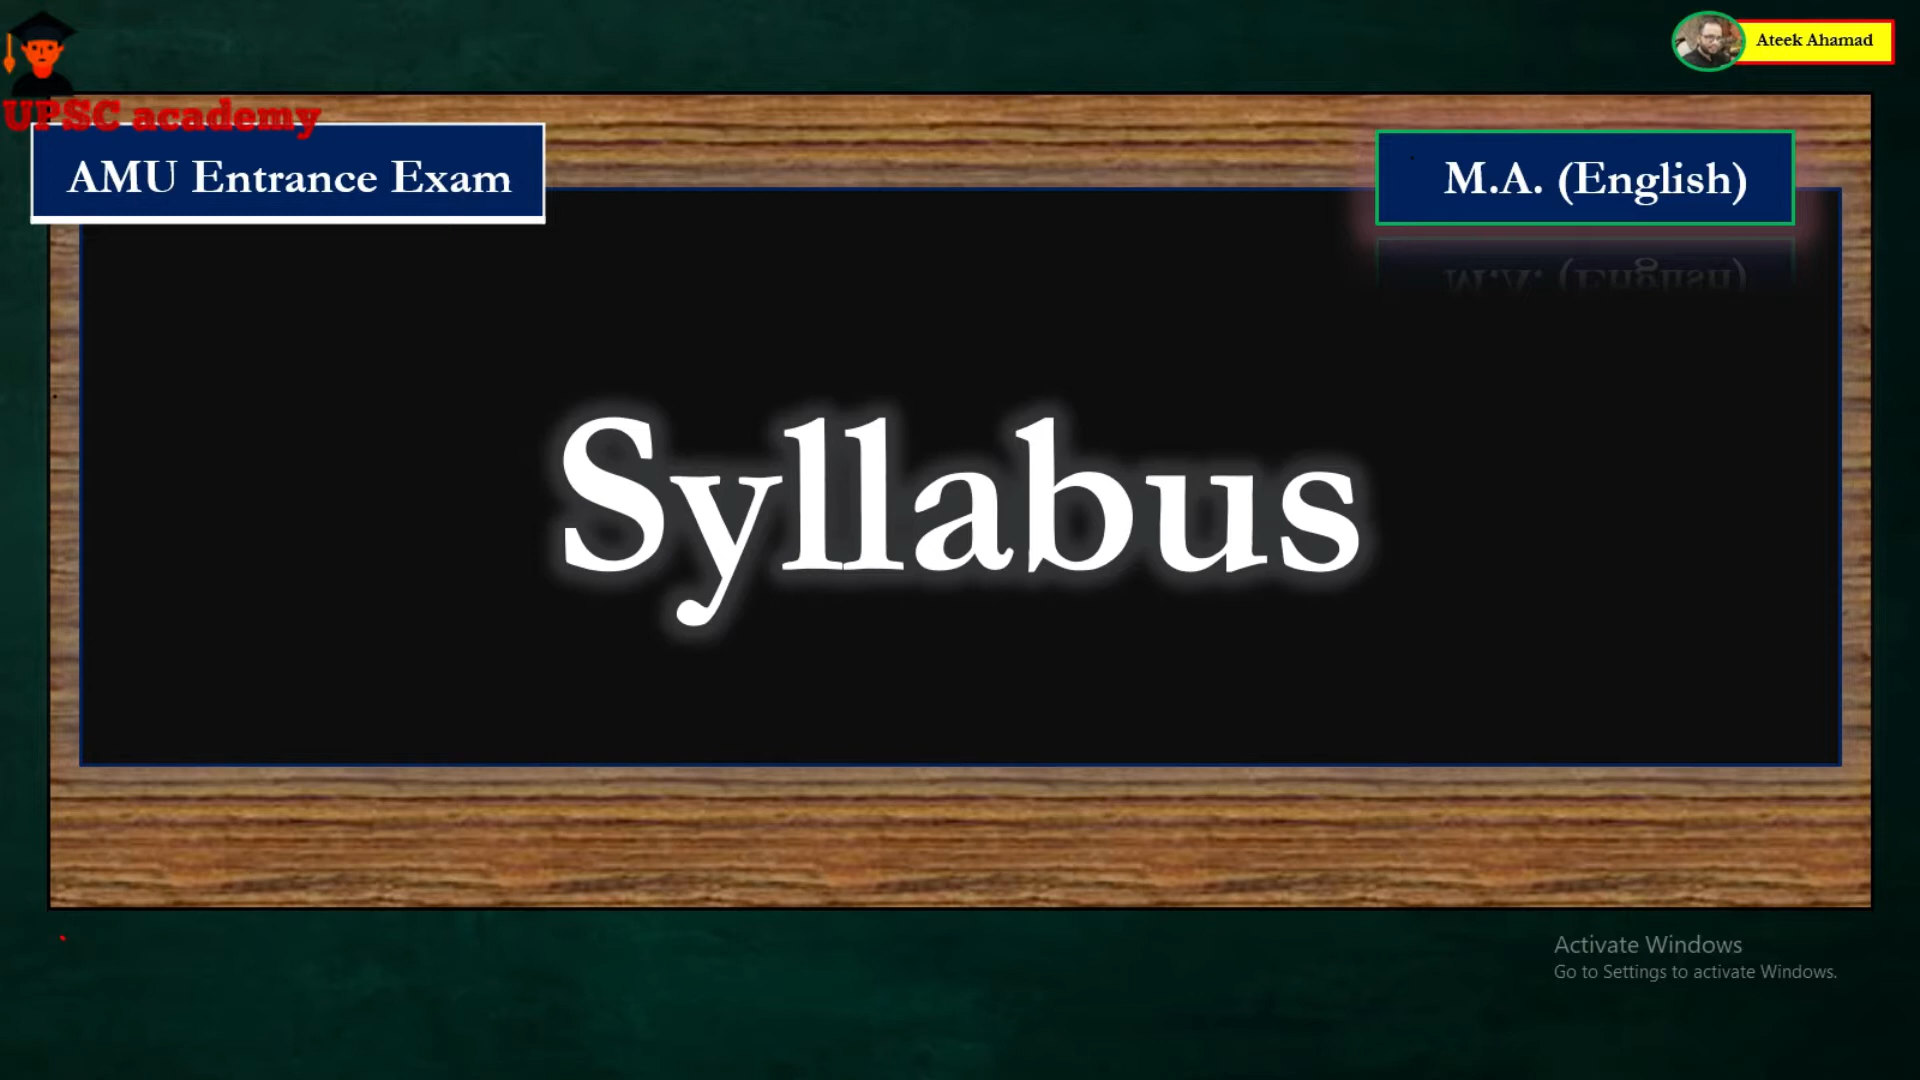 Ateek Ahamad
UPSC academy
AMU Entrance Exam
M.A. (English)
Syllabus
Activate Windows
Go to Settings to activate Windows.